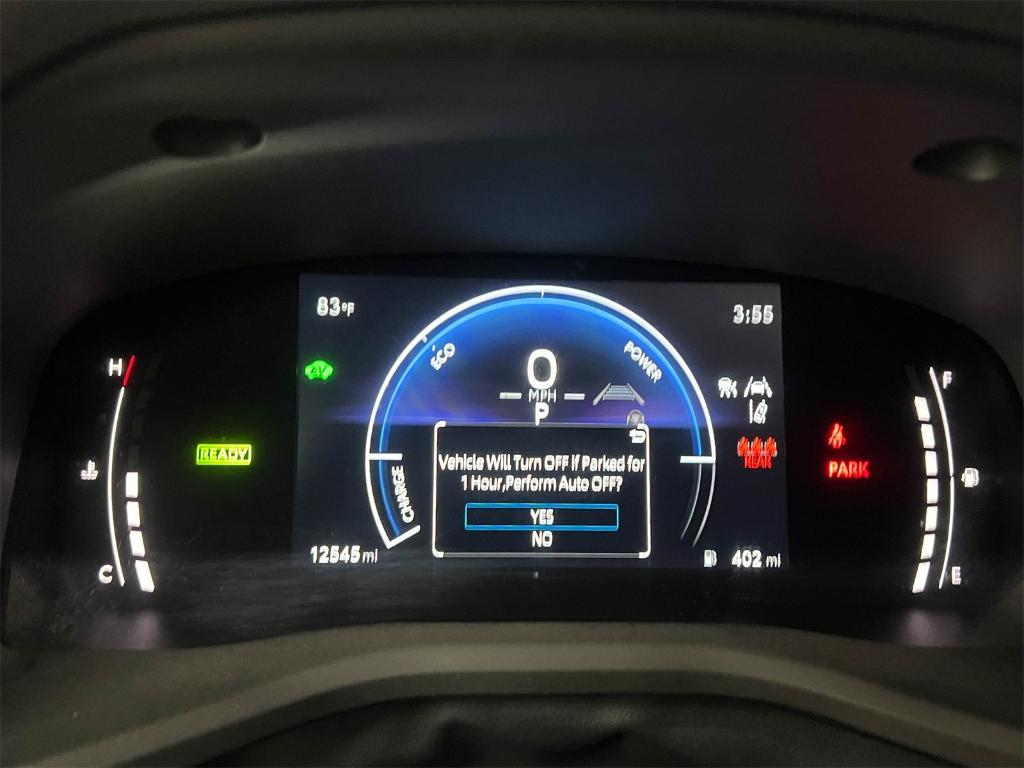 83°F
3:55
ECO
POWER
0
MPH
P
H
F
EV
READY
REAR
PARK
CHARGE
Vehicle Will Turn OFF if Parked for
1 Hour,Perform Auto OFF?
YES
NO
12545 mi
402 mi
C
E